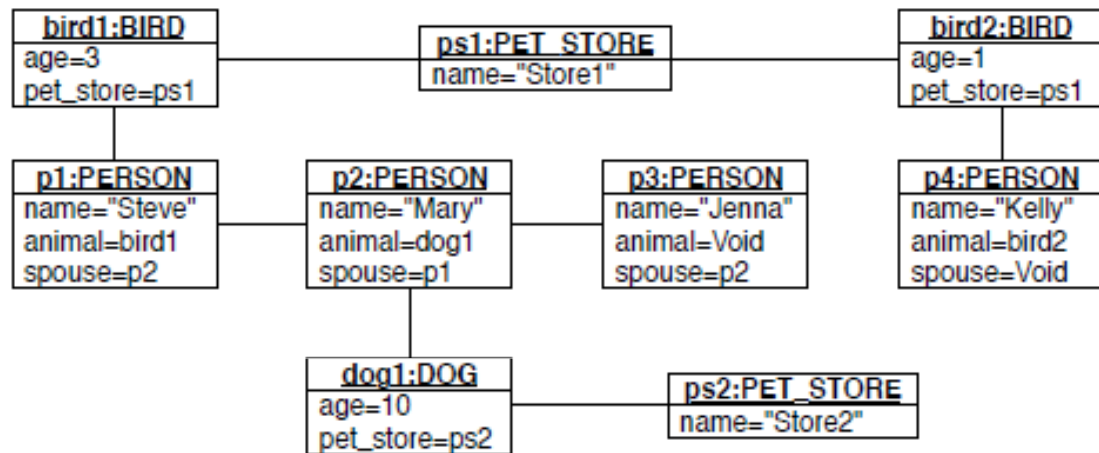 bird1:BIRD
age=3
pet_store=ps1
ps1:PET_STORE
name="Store1"
bird2:BIRD
age=1
pet_store=ps1
p1:PERSON
name="Steve"
animal=bird1
spouse=p2
p2:PERSON
name="Mary"
animal=dog1
spouse=p1
p3:PERSON
name="Jenna"
animal=Void
spouse=p2
p4:PERSON
name="Kelly"
animal=bird2
spouse=Void
dog1:DOG
age=10
pet_store=ps2
ps2:PET_STORE
name="Store2"